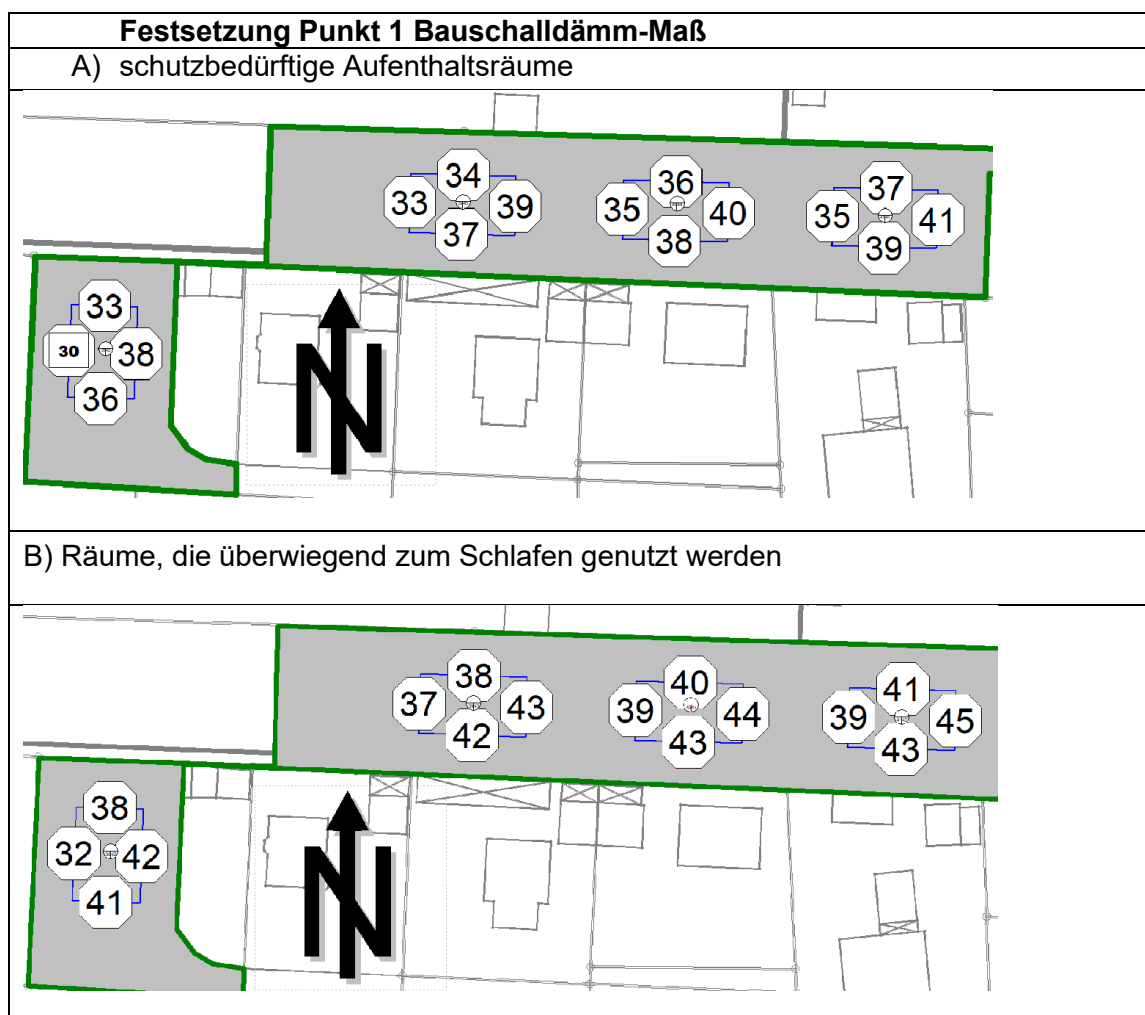 Festsetzung Punkt 1 Bauschalldämm-Maß
A) schutzbedürftige Aufenthaltsräume
34 36 37
33 39 35 40 35 41
37 38 39
33
30 38
36
N
B) Räume, die überwiegend zum Schlafen genutzt werden
38 40 41
37 43 39 44 39 45
42 43 43
38
32 42
41
N